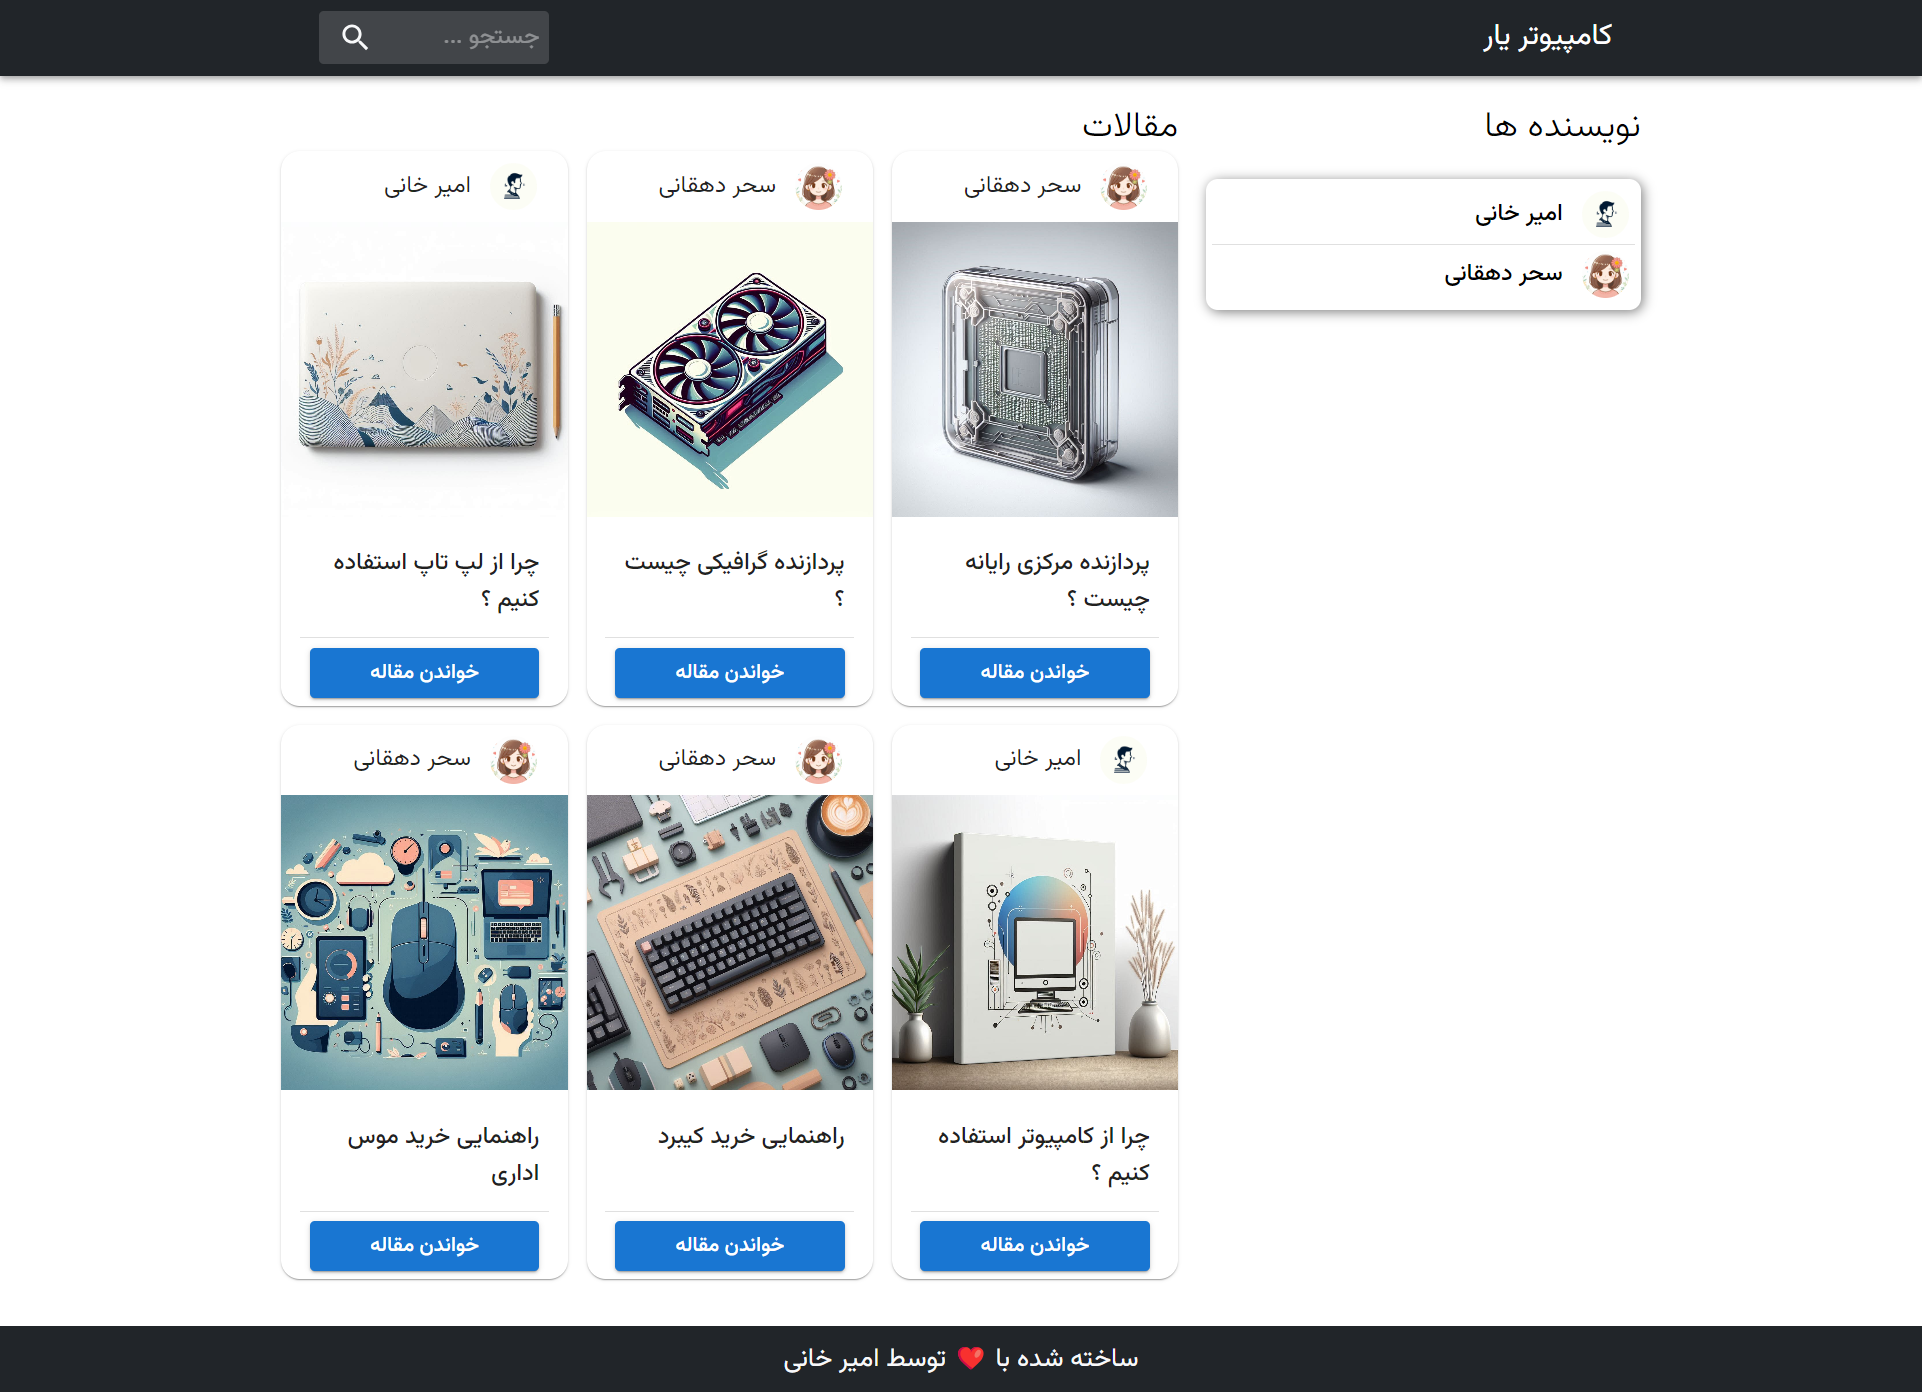 کامپیوتر یار
جستجو ...
نویسنده ها
امیر خانی
سحر دهقانی
مقالات
سحر دهقانی
پردازنده مرکزی رایانه
چیست ؟
خواندن مقاله
سحر دهقانی
پردازنده گرافیکی چیست
؟
خواندن مقاله
امیر خانی
چرا از لپ تاپ استفاده
کنیم ؟
خواندن مقاله
امیر خانی
چرا از کامپیوتر استفاده
کنیم ؟
خواندن مقاله
سحر دهقانی
راهنمایی خرید کیبرد
خواندن مقاله
سحر دهقانی
راهنمایی خرید موس
اداری
خواندن مقاله
ساخته شده با ❤️ توسط امیر خانی